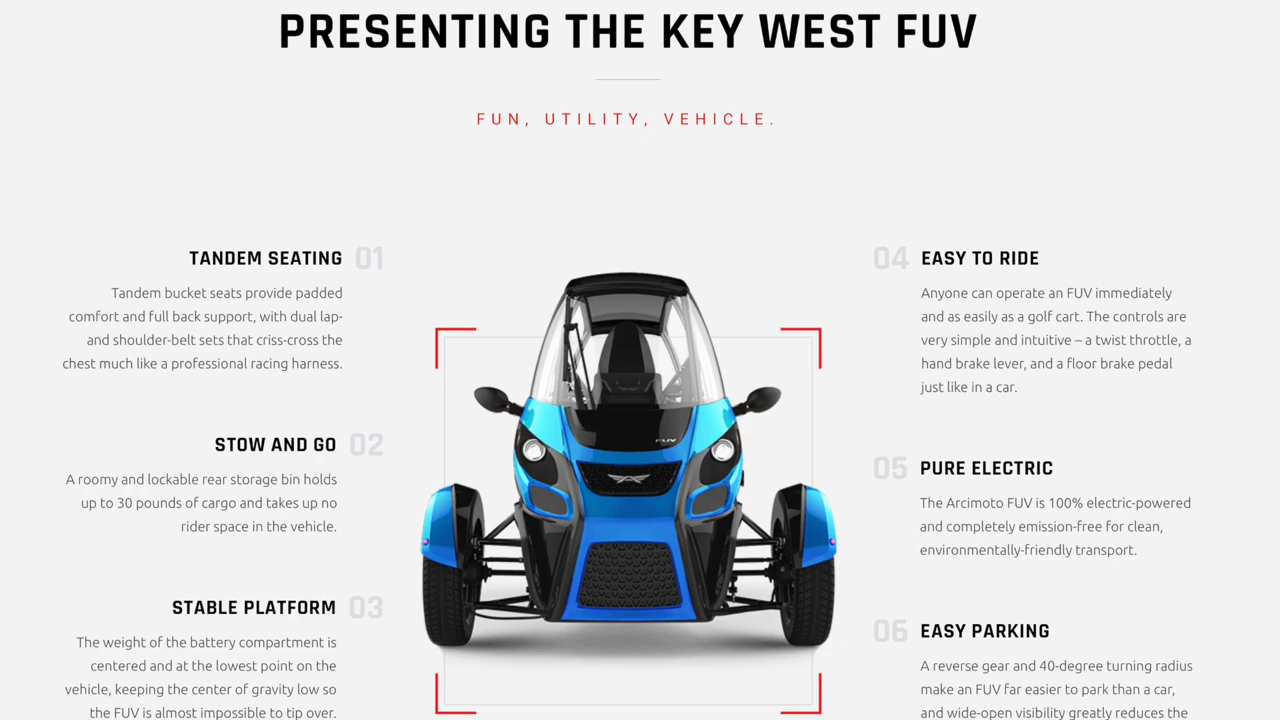 PRESENTING THE KEY WEST FUV
FUN, UTILITY, VEHICLE.
TANDEM SEATING 01
Tandem bucket seats provide padded
comfort and full back support, with dual lap-
and shoulder-belt sets that criss-cross the
chest much like a professional racing harness.
STOW AND GO 02
A roomy and lockable rear storage bin holds
up to 30 pounds of cargo and takes up no
rider space in the vehicle.
STABLE PLATFORM 03
The weight of the battery compartment is
centered and at the lowest point on the
vehicle, keeping the center of gravity low so
the FUV is almost impossible to tip over.
FUV
04 EASY TO RIDE
Anyone can operate an FUV immediately
and as easily as a golf cart. The controls are
very simple and intuitive – a twist throttle, a
hand brake lever, and a floor brake pedal
just like in a car.
05 PURE ELECTRIC
The Arcimoto FUV is 100% electric-powered
and completely emission-free for clean,
environmentally-friendly transport.
06 EASY PARKING
A reverse gear and 40-degree turning radius
make an FUV far easier to park than a car,
and wide-open visibility greatly reduces the